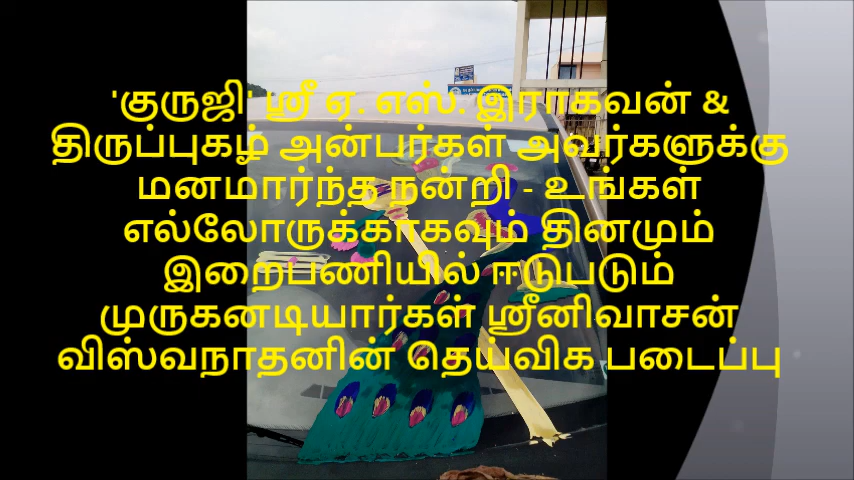 'குருஜி' ஸ்ரீ ஏ. எஸ். இராகவன் &
திருப்புகழ் அன்பர்கள் அவர்களுக்கு
மனமார்ந்த நன்றி - உங்கள்
எல்லோருக்காகவும் தினமும்
இறைபணியில் ஈடுபடும்
முருகனடியார்கள் ஸ்ரீனிவாசன்
விஸ்வநாதனின் தெய்விக படைப்பு